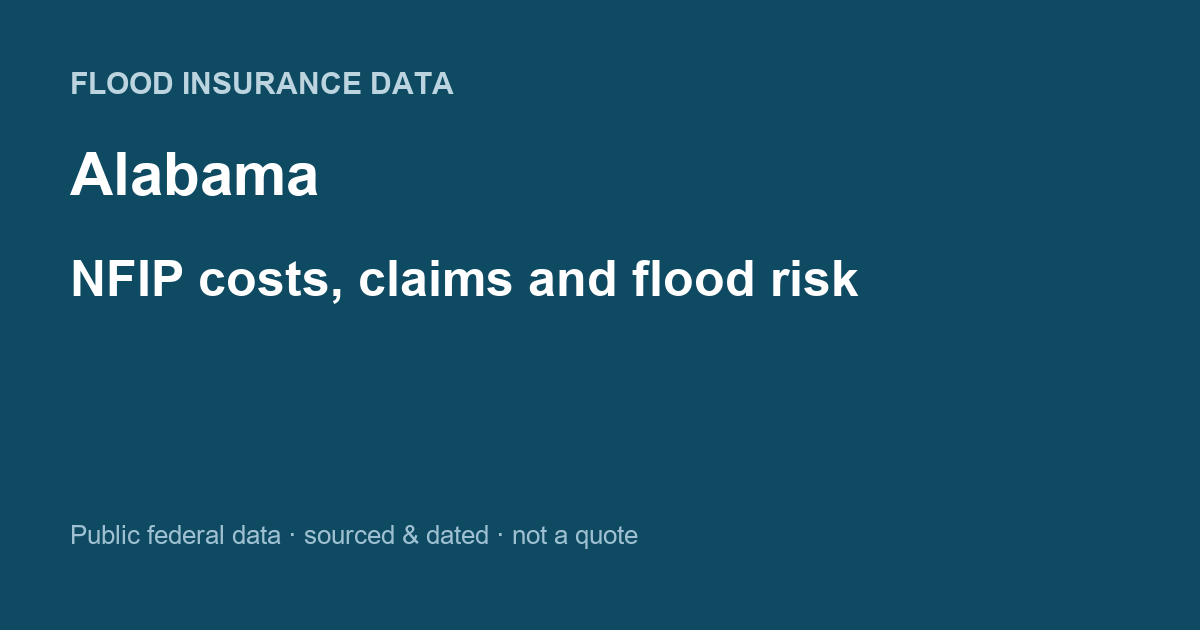 FLOOD INSURANCE DATA
Alabama
NFIP costs, claims and flood risk
Public federal data · sourced & dated · not a quote